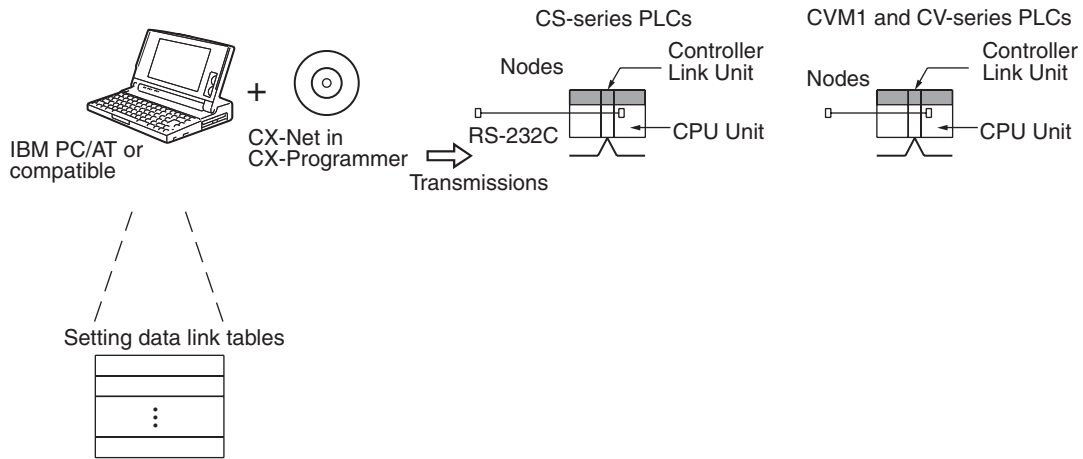 CS-series PLCs
CVM1 and CV-series PLCs
Nodes
Controller
Link Unit
Nodes
Controller
Link Unit
+
IBM PC/AT or
compatible
CX-Net in
CX-Programmer
RS-232C
CPU Unit
CPU Unit
Transmissions
Setting data link tables